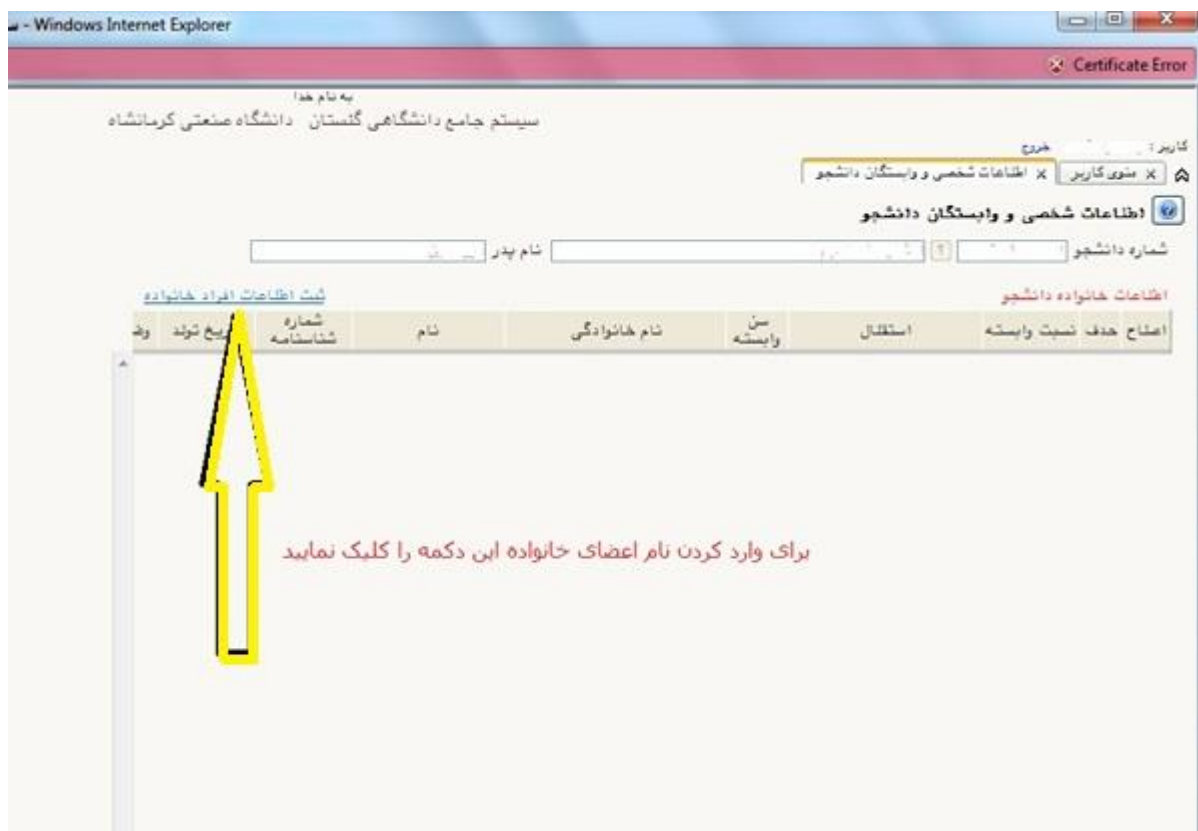 - Windows Internet Explorer
Certificate Error
به نام خدا
سیستم جامع دانشگاهی گلستان دانشگاه صنعتی کرمانشاه
کاربر : خروج
منوی کاربر x اطلاعات شخصی و وابستگان دانشجو x
اطلاعات شخصی و وابستگان دانشجو
شماره دانشجو ؟ نام پدر
اطلاعات خانواده دانشجو ثبت اطلاعات افراد خانواده
اصلاح حذف نسبت وابسته استقلال سن وابسته نام خانوادگی نام شماره شناسنامه تولد
برای وارد کردن نام اعضای خانواده این دکمه را کلیک نمایید